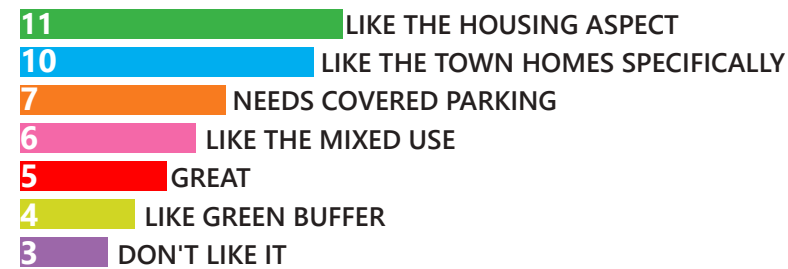 11 LIKE THE HOUSING ASPECT
10 LIKE THE TOWN HOMES SPECIFICALLY
7 NEEDS COVERED PARKING
6 LIKE THE MIXED USE
5 GREAT
4 LIKE GREEN BUFFER
3 DON'T LIKE IT